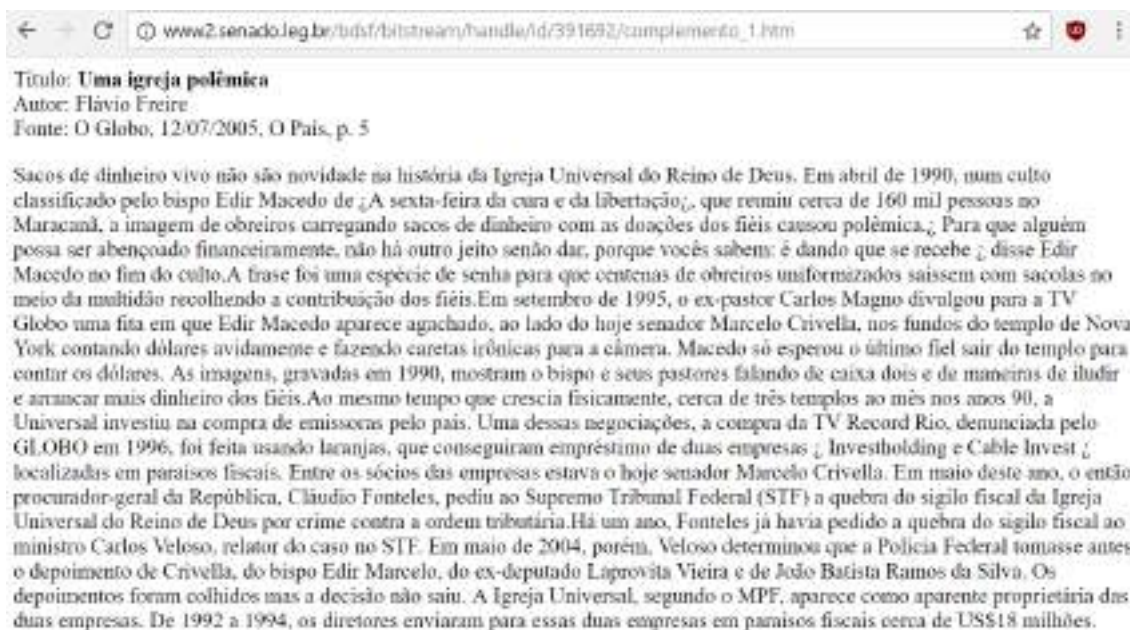 www2.senado.leg.br/bdsf/bitstream/handle/id/391692/complemento_1.htm
Título: Uma igreja polêmica
Autor: Flávio Freire
Fonte: O Globo, 12/07/2005, O País, p. 5
Sacos de dinheiro vivo não são novidade na história da Igreja Universal do Reino de Deus. Em abril de 1990, num culto
classificado pelo bispo Edir Macedo de ¿A sexta-feira da cura e da libertação¿, que reuniu cerca de 160 mil pessoas no
Maracanã, a imagem de obreiros carregando sacos de dinheiro com as doações dos fiéis causou polêmica.¿ Para que alguém
possa ser abençoado financeiramente, não há outro jeito senão dar, porque vocês sabem: é dando que se recebe ¿ disse Edir
Macedo no fim do culto.A frase foi uma espécie de senha para que centenas de obreiros uniformizados saíssem com sacolas no
meio da multidão recolhendo a contribuição dos fiéis.Em setembro de 1995, o ex-pastor Carlos Magno divulgou para a TV
Globo uma fita em que Edir Macedo aparece agachado, ao lado do hoje senador Marcelo Crivella, nos fundos do templo de Nova
York contando dólares avidamente e fazendo caretas irônicas para a câmera. Macedo só esperou o último fiel sair do templo para
contar os dólares. As imagens, gravadas em 1990, mostram o bispo e seus pastores falando de caixa dois e de maneiras de iludir
e arrancar mais dinheiro dos fiéis.Ao mesmo tempo que crescia fisicamente, cerca de três templos ao mês nos anos 90, a
Universal investiu na compra de emissoras pelo país. Uma dessas negociações, a compra da TV Record Rio, denunciada pelo
GLOBO em 1996, foi feita usando laranjas, que conseguiram empréstimo de duas empresas ¿ Investholding e Cable Invest ¿
localizadas em paraísos fiscais. Entre os sócios das empresas estava o hoje senador Marcelo Crivella. Em maio deste ano, o então
procurador-geral da República, Cláudio Fonteles, pediu ao Supremo Tribunal Federal (STF) a quebra do sigilo fiscal da Igreja
Universal do Reino de Deus por crime contra a ordem tributária.Há um ano, Fonteles já havia pedido a quebra do sigilo fiscal ao
ministro Carlos Veloso, relator do caso no STF. Em maio de 2004, porém, Veloso determinou que a Polícia Federal tomasse antes
o depoimento de Crivella, do bispo Edir Marcelo, do ex-deputado Laprovita Vieira e de João Batista Ramos da Silva. Os
depoimentos foram colhidos mas a decisão não saiu. A Igreja Universal, segundo o MPF, aparece como aparente proprietária das
duas empresas. De 1992 a 1994, os diretores enviaram para essas duas empresas em paraísos fiscais cerca de US$18 milhões.